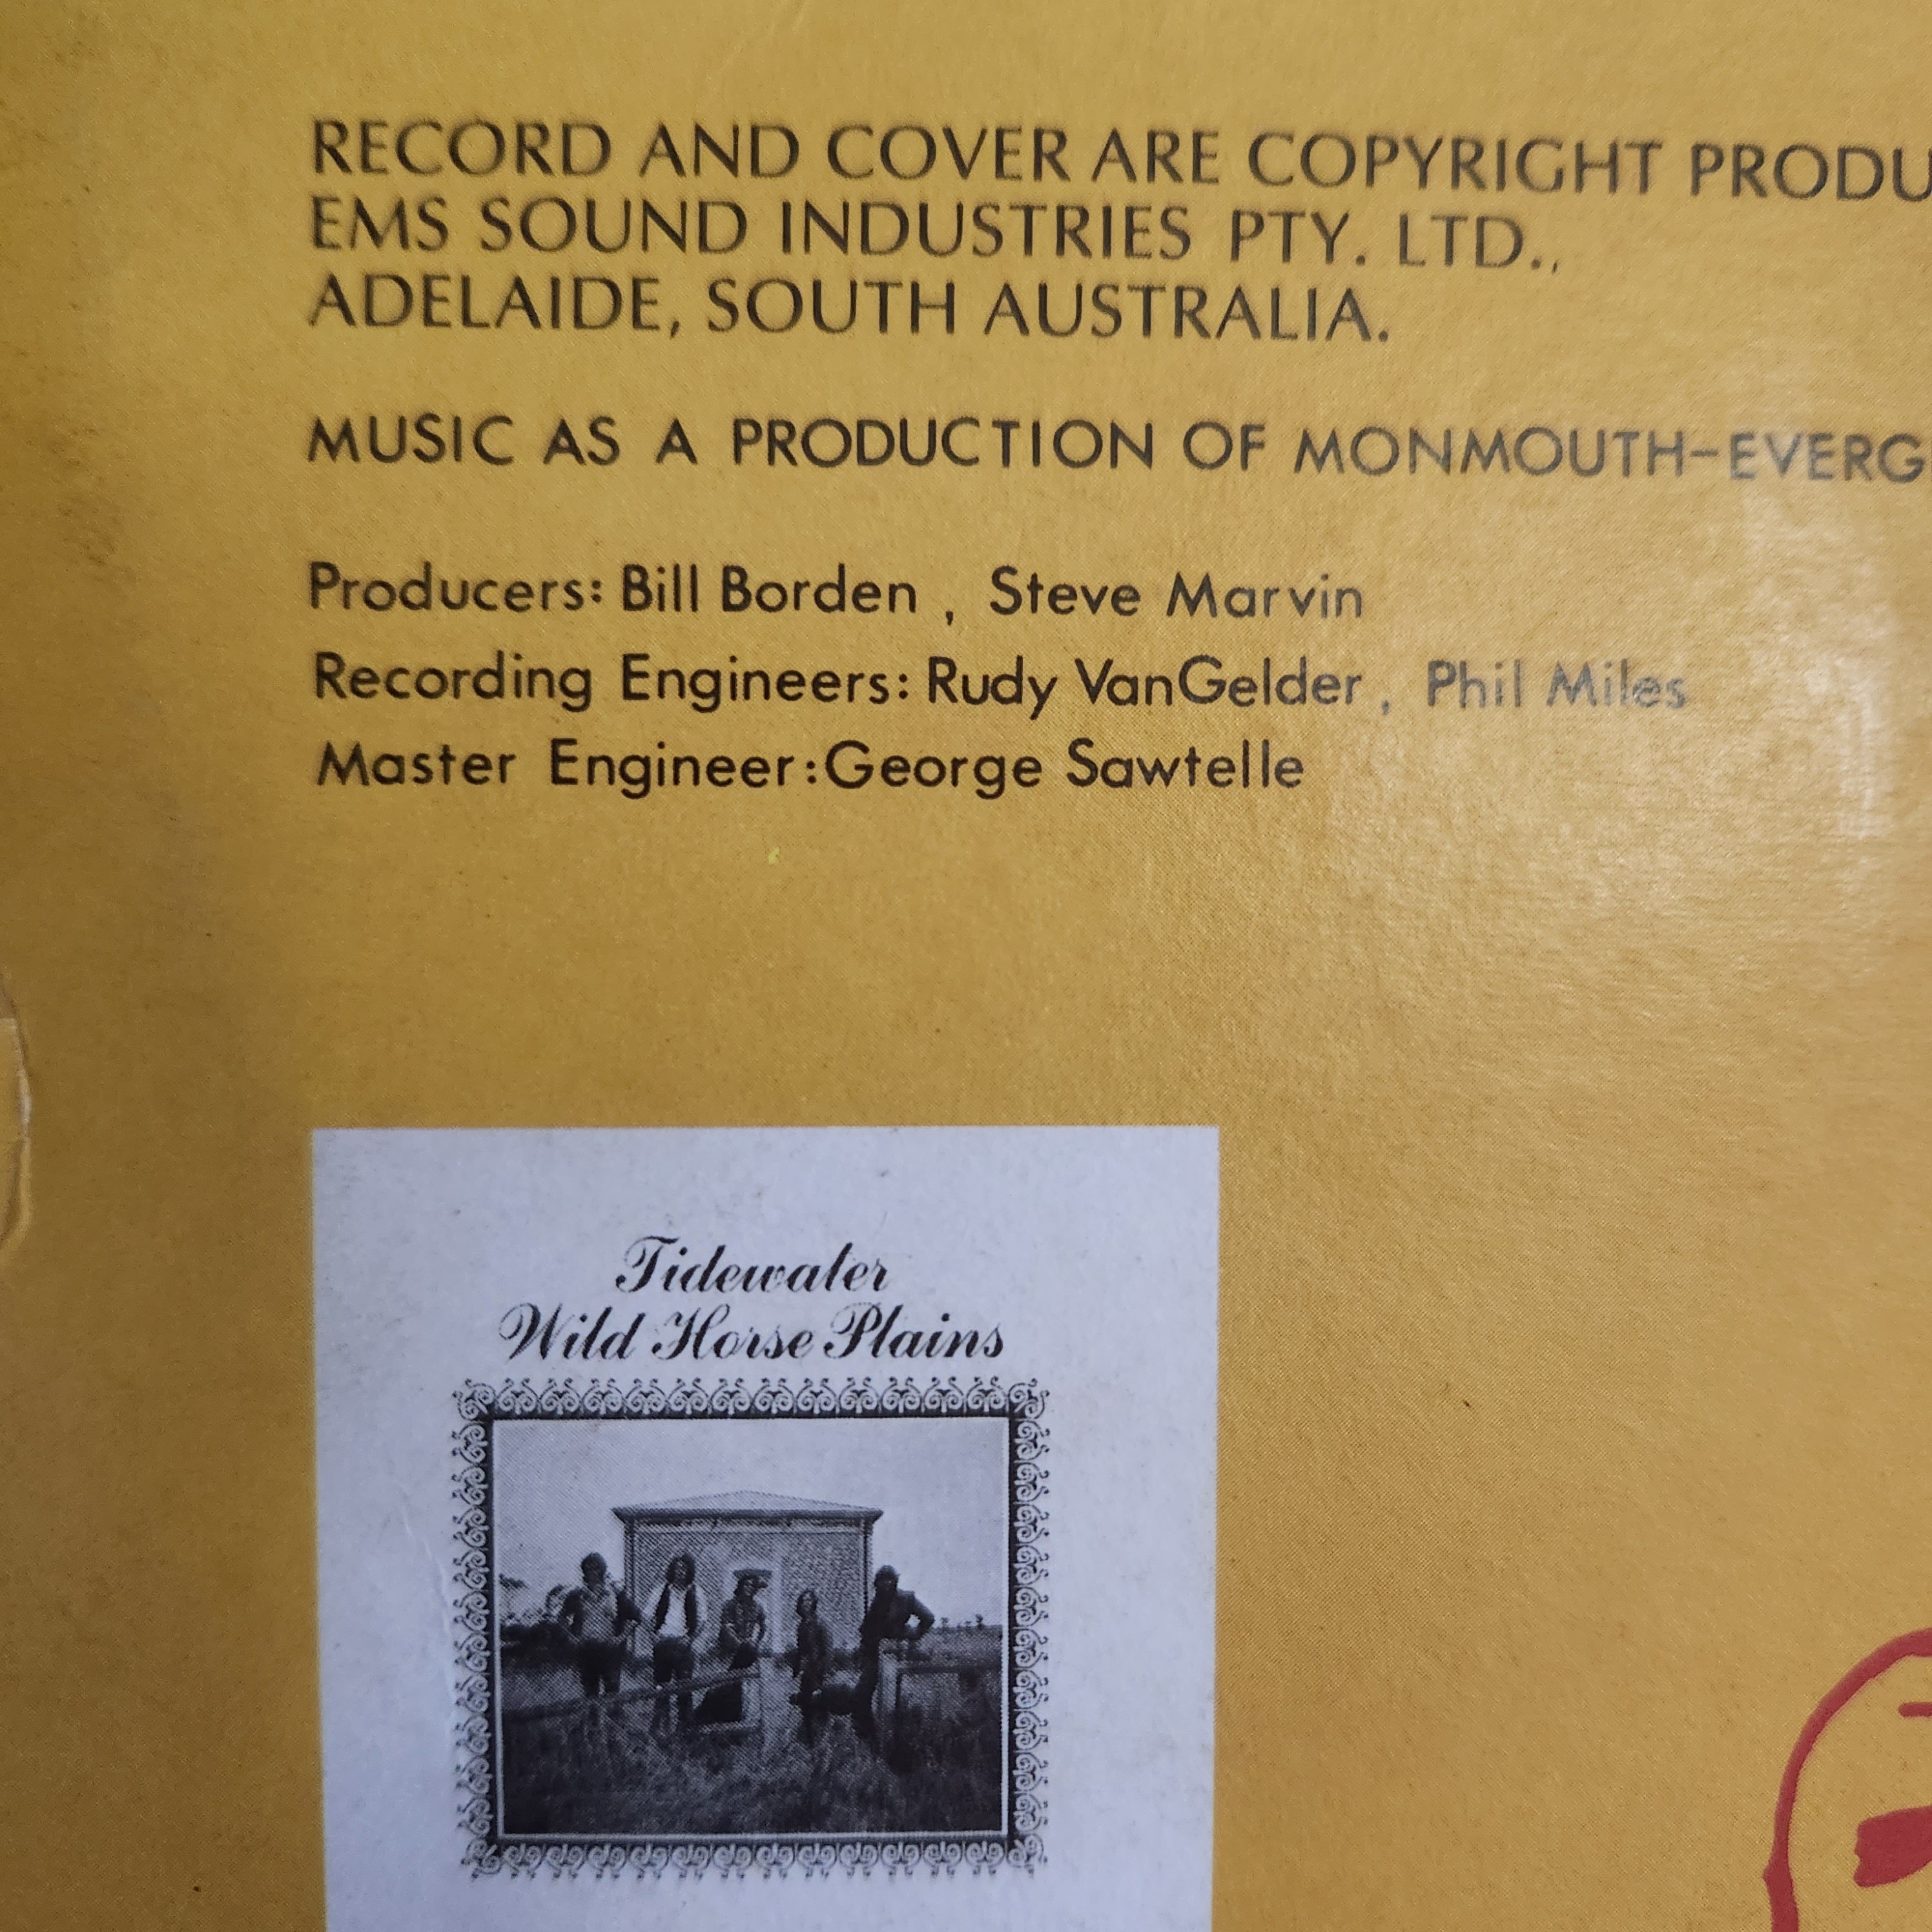 RECORD AND COVER ARE COPYRIGHT PRODU
EMS SOUND INDUSTRIES PTY. LTD.,
ADELAIDE, SOUTH AUSTRALIA.
MUSIC AS A PRODUCTION OF MONMOUTH-EVERG
Producers: Bill Borden , Steve Marvin
Recording Engineers: Rudy VanGelder, Phil Miles
Master Engineer:George Sawtelle
Tidewater
Wild Horse Plains